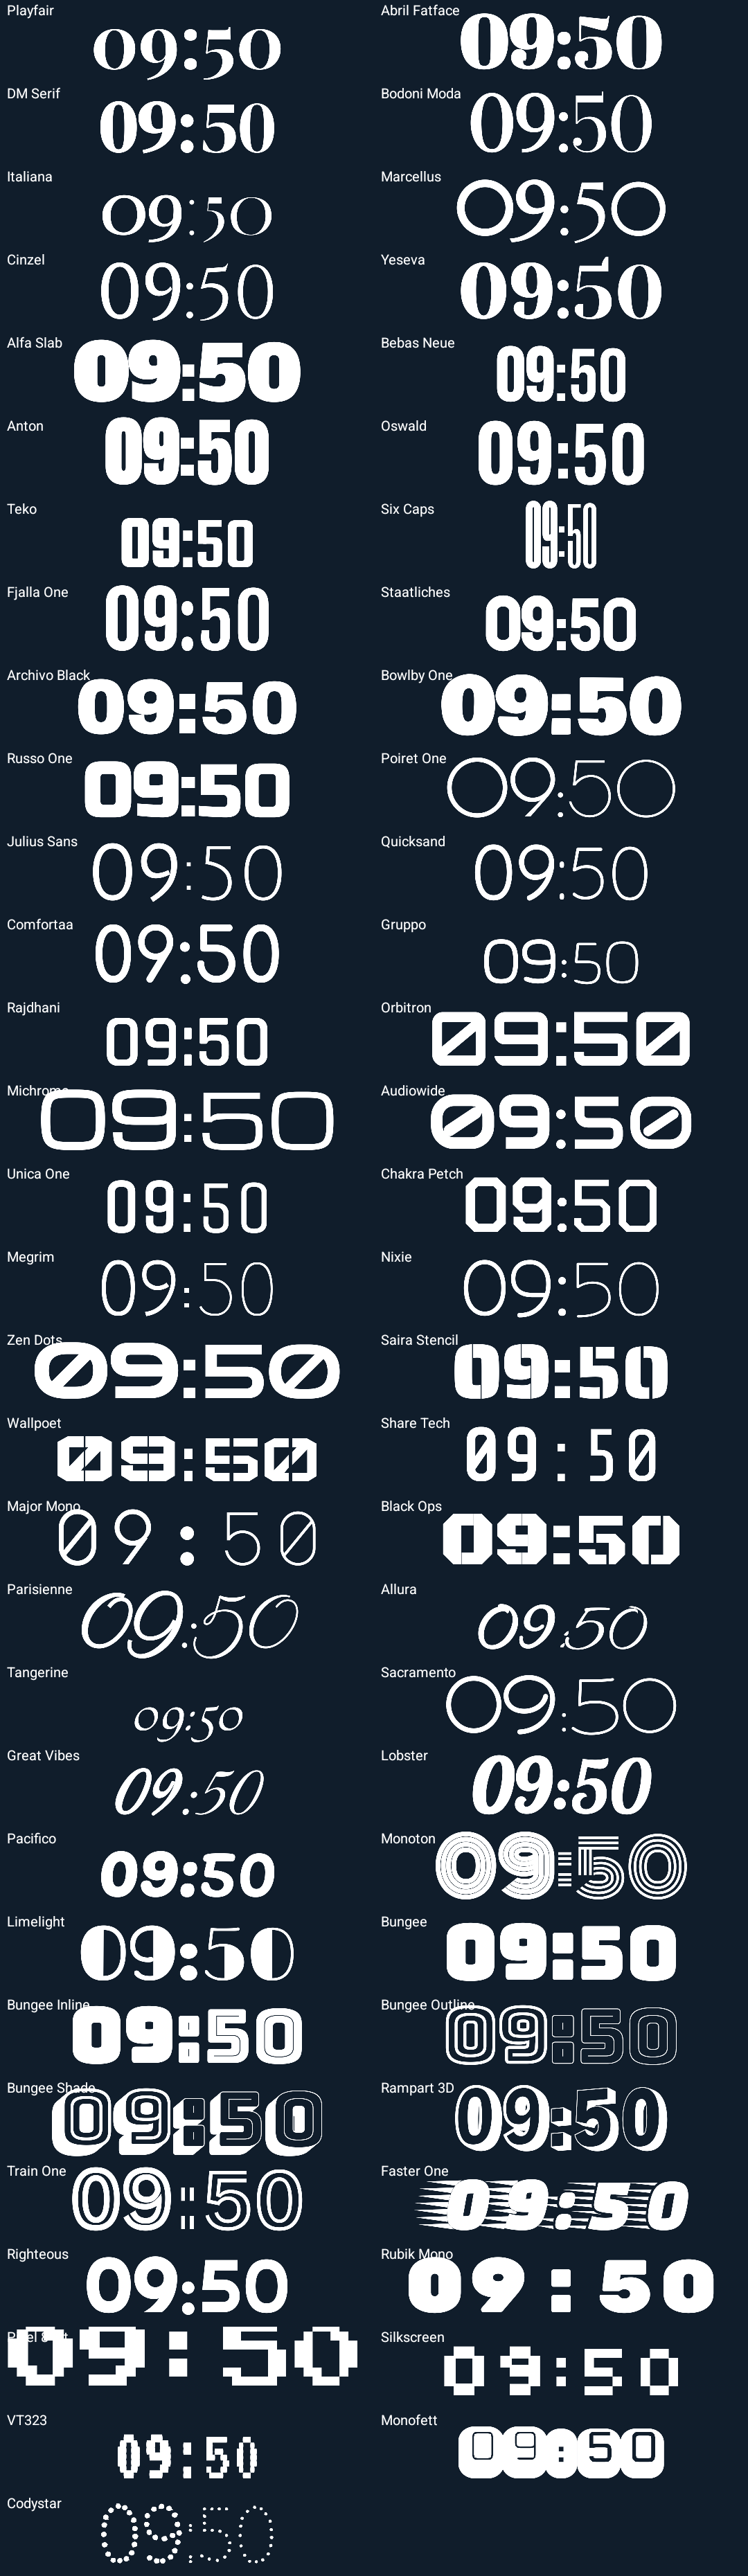 Playfair
09:50
Abril Fatface
09:50
DM Serif
09:50
Bodoni Moda
09:50
Italiana
09:50
Marcellus
09:50
Cinzel
09:50
Yeseva
09:50
Alfa Slab
09:50
Bebas Neue
09:50
Anton
09:50
Oswald
09:50
Teko
09:50
Six Caps
09:50
Fjalla One
09:50
Staatliches
09:50
Archivo Black
09:50
Bowlby One
09:50
Russo One
09:50
Poiret One
09:50
Julius Sans
09:50
Quicksand
09:50
Comfortaa
09:50
Gruppo
09:50
Rajdhani
09:50
Orbitron
09:50
Michroma
09:50
Audiowide
09:50
Unica One
09:50
Chakra Petch
09:50
Megrim
09:50
Nixie
09:50
Zen Dots
09:50
Saira Stencil
09:50
Wallpoet
09:50
Share Tech
09:50
Major Mono
09:50
Black Ops
09:50
Parisienne
09:50
Allura
09:50
Tangerine
09:50
Sacramento
09:50
Great Vibes
09:50
Lobster
09:50
Pacifico
09:50
Monoton
09:50
Limelight
09:50
Bungee
09:50
Bungee Inline
09:50
Bungee Outline
09:50
Bungee Shade
09:50
Rampart 3D
09:50
Train One
09:50
Faster One
09:50
Righteous
09:50
Rubik Mono
09:50
09:50
Silkscreen
09:50
VT323
09:50
Monofett
09:50
Codystar
09:50